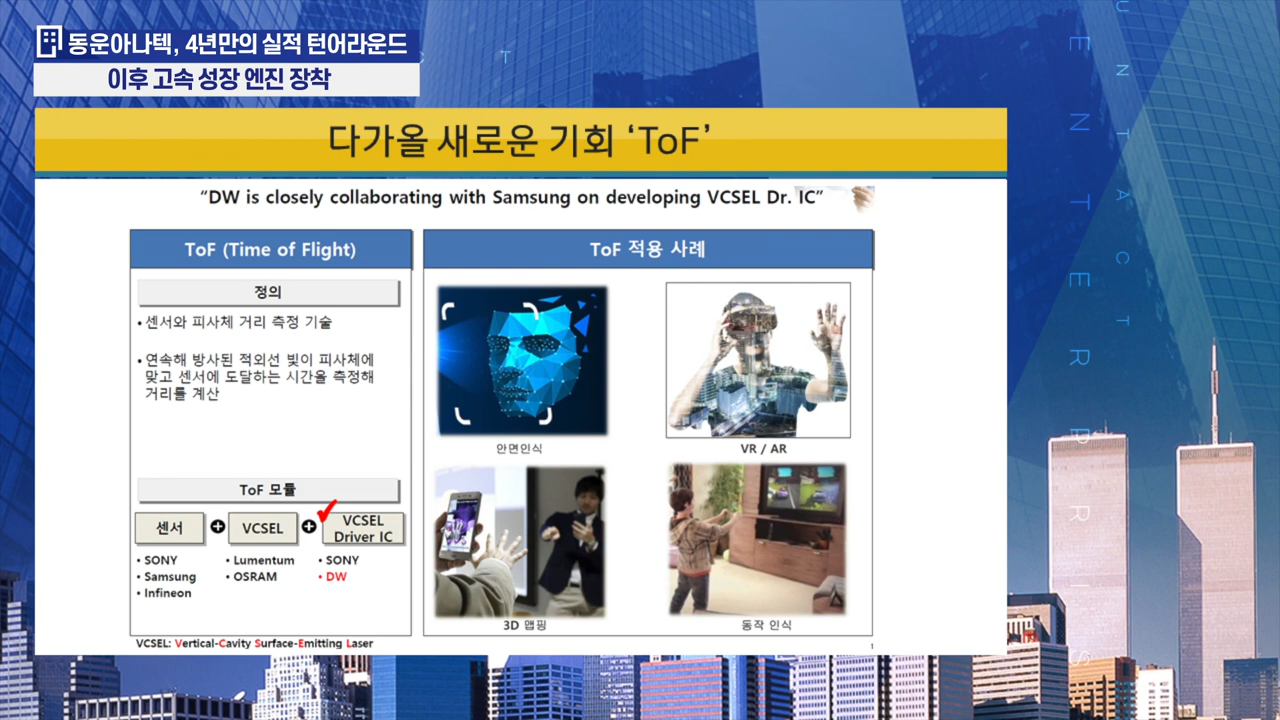 동운아나텍, 4년만의 실적 턴어라운드
이후 고속 성장 엔진 장착
다가올 새로운 기회 ‘ToF’
“DW is closely collaborating with Samsung on developing VCSEL Dr. IC”
ToF (Time of Flight)
정의
• 센서와 피사체 거리 측정 기술
• 연속해 방사된 적외선 빛이 피사체에
맞고 센서에 도달하는 시간을 측정해
거리를 계산
ToF 모듈
센서
VCSEL
VCSEL
Driver IC
• SONY
• Samsung
• Infineon
• Lumentum
• OSRAM
• SONY
• DW
VCSEL: Vertical-Cavity Surface-Emitting Laser
ToF 적용 사례
안면인식
VR / AR
3D 맵핑
동작 인식
1
UNTACT
ENTERPRIS